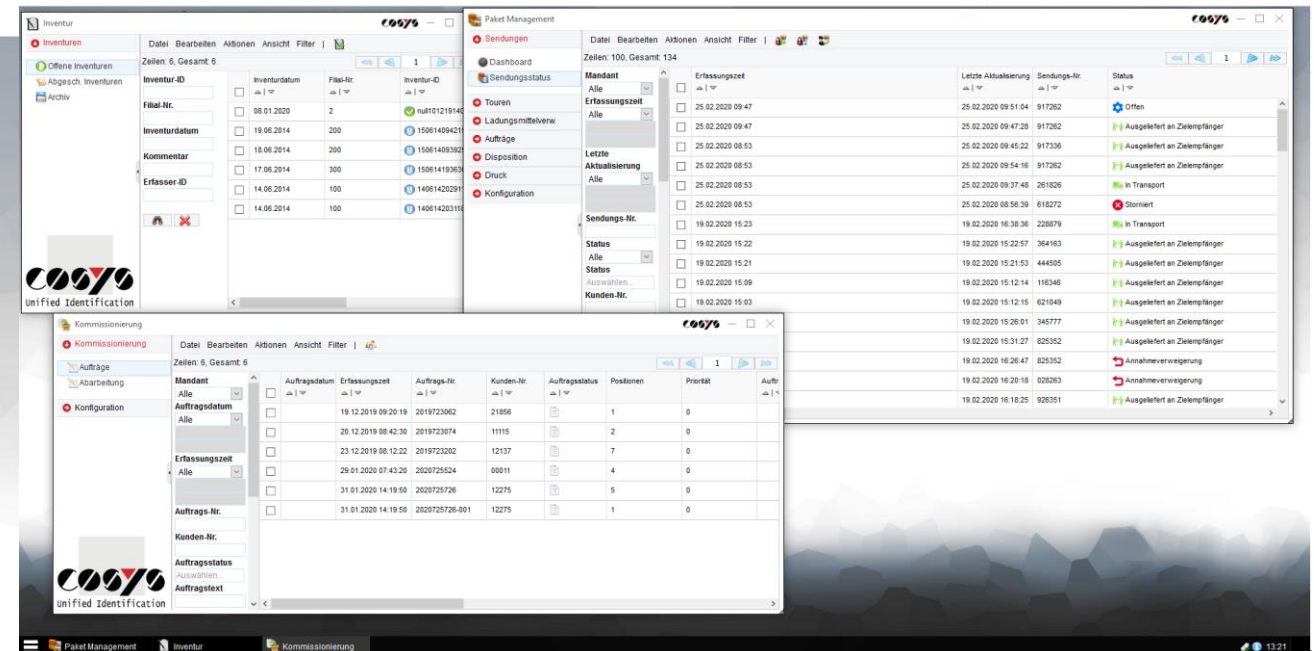 Inventur
COSYS
Inventuren
Offene Inventuren
Abgesch. Inventuren
Archiv
Datei Bearbeiten Aktionen Ansicht Filter |
Zeilen: 6, Gesamt: 6
1
Inventur-ID
Filial-Nr.
Inventurdatum
Kommentar
Erfasser-ID
Inventurdatum Filial-Nr. Inventur-ID
08.01.2020 2 null101219140
19.06.2014 200 15061409421
18.06.2014 200 15061409392
17.06.2014 300 15061419363
14.06.2014 100 14061420291
14.06.2014 100 14061420311
COSYS
Unified Identification
Paket Management
COSYS
Sendungen
Dashboard
Sendungsstatus
Touren
Ladungsmittelverw.
Aufträge
Disposition
Druck
Konfiguration
Datei Bearbeiten Aktionen Ansicht Filter |
Zeilen: 100, Gesamt: 134
1
Mandant
Alle
Erfassungszeit
Alle
Letzte
Aktualisierung
Alle
Sendungs-Nr.
Status
Alle
Status
Auswählen...
Kunden-Nr.
Erfassungszeit Letzte Aktualisierung Sendungs-Nr. Status
25.02.2020 09:47 25.02.2020 09:51:04 917262 Offen
25.02.2020 09:47 25.02.2020 09:47:28 917262 Ausgeliefert an Zielempfänger
25.02.2020 08:53 25.02.2020 09:45:22 917336 Ausgeliefert an Zielempfänger
25.02.2020 08:53 25.02.2020 09:54:16 917262 Ausgeliefert an Zielempfänger
25.02.2020 08:53 25.02.2020 09:37:48 261826 In Transport
25.02.2020 08:53 25.02.2020 08:56:39 618272 Storniert
19.02.2020 15:23 19.02.2020 16:38:36 228879 In Transport
19.02.2020 15:22 19.02.2020 15:22:57 364163 Ausgeliefert an Zielempfänger
19.02.2020 15:21 19.02.2020 15:21:53 444505 Ausgeliefert an Zielempfänger
19.02.2020 15:09 19.02.2020 15:12:14 116346 Ausgeliefert an Zielempfänger
19.02.2020 15:03 19.02.2020 15:12:15 621049 Ausgeliefert an Zielempfänger
19.02.2020 15:26:01 345777 Ausgeliefert an Zielempfänger
19.02.2020 15:31:27 825352 Ausgeliefert an Zielempfänger
19.02.2020 16:26:47 825352 Annahmeverweigerung
19.02.2020 16:20:18 028263 Annahmeverweigerung
19.02.2020 16:18:25 926351 Ausgeliefert an Zielempfänger
Kommissionierung
COSYS
Kommissionierung
Aufträge
Abarbeitung
Konfiguration
Datei Bearbeiten Aktionen Ansicht Filter |
Zeilen: 6, Gesamt: 6
1
Mandant
Alle
Auftragsdatum
Alle
Erfassungszeit
Alle
Auftrags-Nr.
Kunden-Nr.
Auftragsstatus
Auswählen...
Auftragstext
Auftragsdatum Erfassungszeit Auftrags-Nr. Kunden-Nr. Auftragsstatus Positionen Priorität Auftr
19.12.2019 09:20:19 2019723062 21856 1 0
20.12.2019 08:42:30 2019723074 11115 2 0
23.12.2019 08:12:22 2019723202 12137 7 0
29.01.2020 07:43:20 2020725524 00011 4 0
31.01.2020 14:19:50 2020725726 12275 5 0
31.01.2020 14:19:50 2020725726-001 12275 1 0
COSYS
Unified Identification
Paket Management Inventur Kommissionierung 13:21